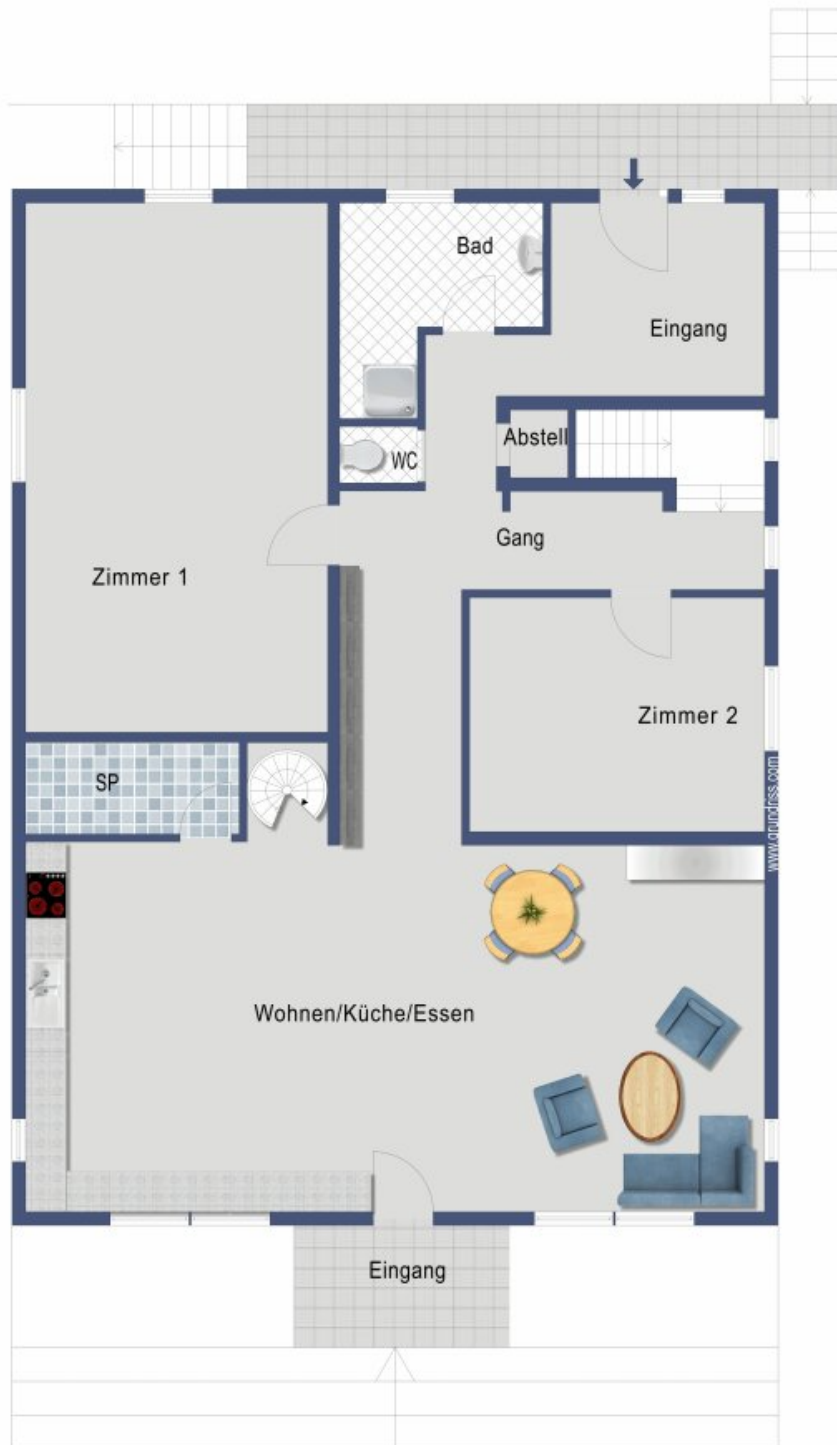 Bad
Eingang
Abstell
WC
Gang
Zimmer 1
Zimmer 2
SP
www.grundriss.com
Wohnen/Küche/Essen
Eingang